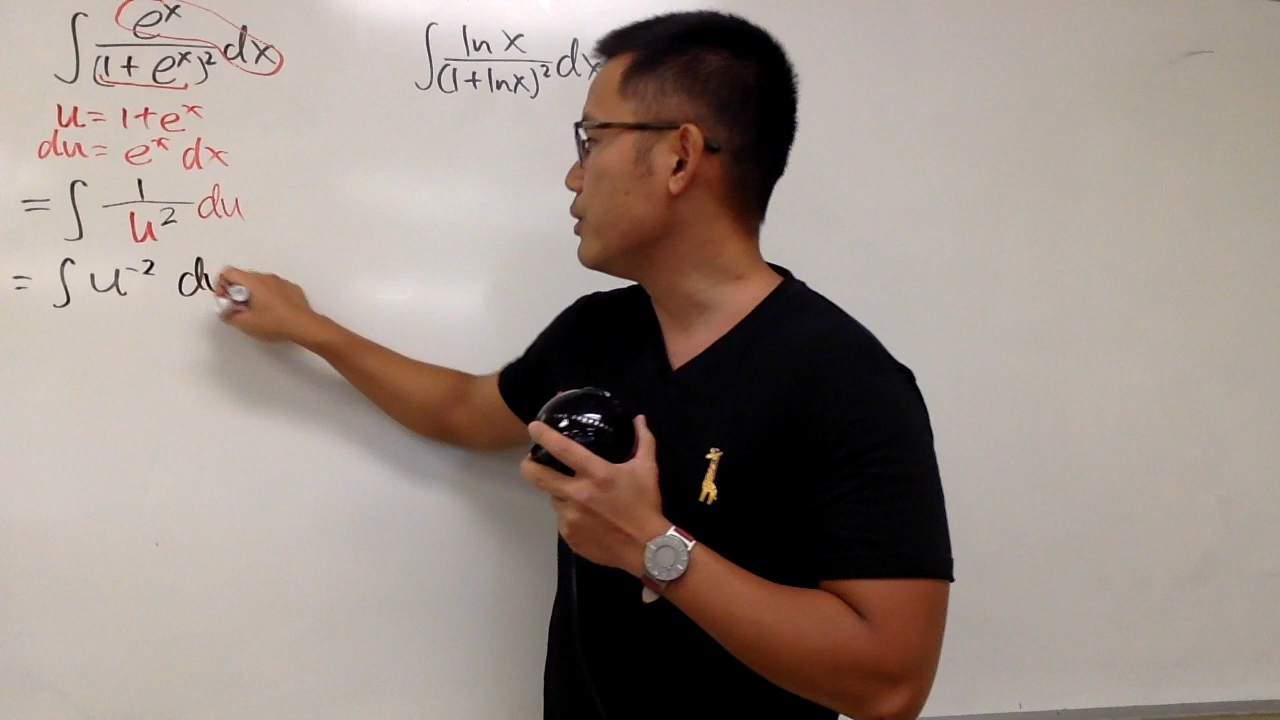 ∫ e^x/(1+e^x)^2 dx
u = 1+e^x
du = e^x dx
= ∫ 1/u^2 du
= ∫ u^-2 du
∫ ln x/(1+ln x)^2 dx